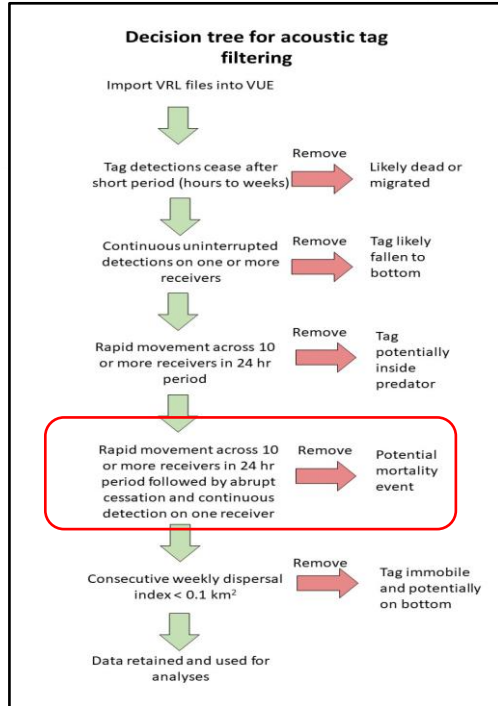 Decision tree for acoustic tag
filtering
Import VRL files into VUE
Tag detections cease after
short period (hours to weeks)
Remove
Likely dead or
migrated
Continuous uninterrupted
detections on one or more
receivers
Remove
Tag likely
fallen to
bottom
Rapid movement across 10
or more receivers in 24 hr
period
Remove
Tag
potentially
inside
predator
Rapid movement across 10
or more receivers in 24 hr
period followed by abrupt
cessation and continuous
detection on one receiver
Remove
Potential
mortality
event
Consecutive weekly dispersal
index < 0.1 km²
Remove
Tag immobile
and potentially
on bottom
Data retained and used for
analyses